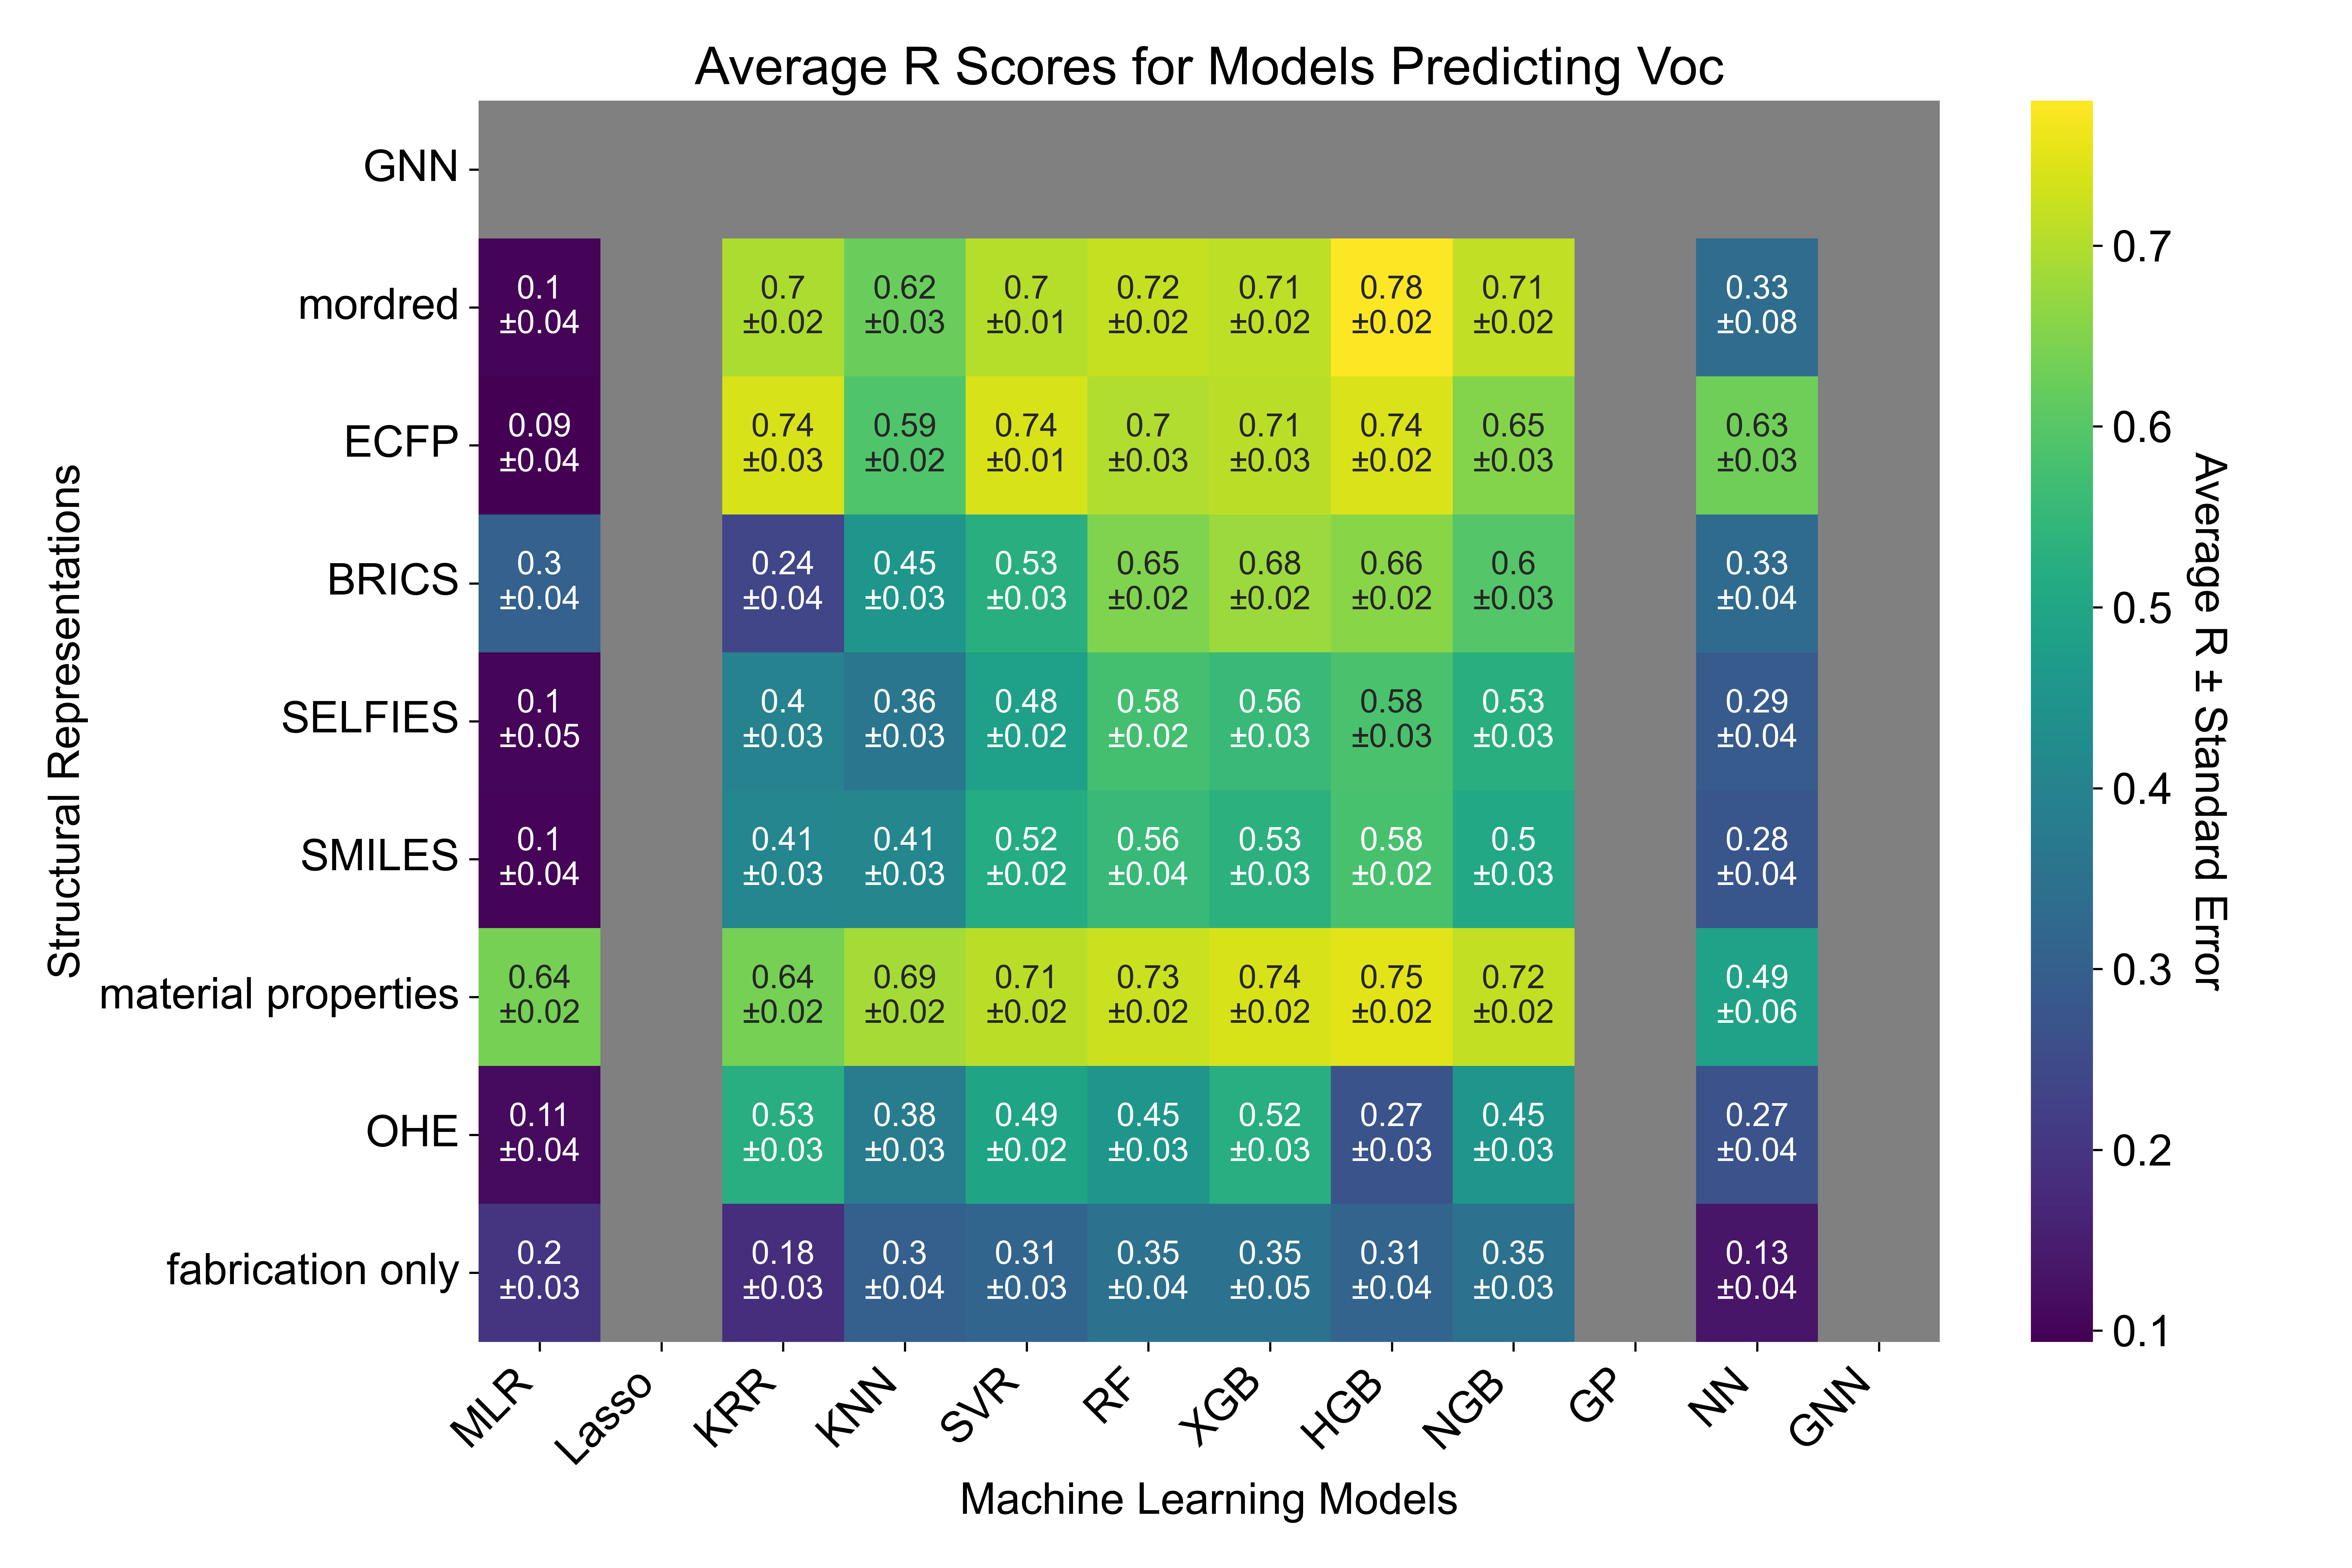 Average R Scores for Models Predicting Voc
Structural Representations
GNN
mordred
0.1 0.7 0.62 0.7 0.72 0.71 0.78 0.71 0.33
±0.04 ±0.02 ±0.03 ±0.01 ±0.02 ±0.02 ±0.02 ±0.02 ±0.08
ECFP
0.09 0.74 0.59 0.74 0.7 0.71 0.74 0.65 0.63
±0.04 ±0.03 ±0.02 ±0.01 ±0.03 ±0.03 ±0.02 ±0.03 ±0.03
BRICS
0.3 0.24 0.45 0.53 0.65 0.68 0.66 0.6 0.33
±0.04 ±0.04 ±0.03 ±0.03 ±0.02 ±0.02 ±0.02 ±0.03 ±0.04
SELFIES
0.1 0.4 0.36 0.48 0.58 0.56 0.58 0.53 0.29
±0.05 ±0.03 ±0.03 ±0.02 ±0.02 ±0.03 ±0.03 ±0.03 ±0.04
SMILES
0.1 0.41 0.41 0.52 0.56 0.53 0.58 0.5 0.28
±0.04 ±0.03 ±0.03 ±0.02 ±0.04 ±0.03 ±0.02 ±0.03 ±0.04
material properties
0.64 0.64 0.69 0.71 0.73 0.74 0.75 0.72 0.49
±0.02 ±0.02 ±0.02 ±0.02 ±0.02 ±0.02 ±0.02 ±0.02 ±0.06
OHE
0.11 0.53 0.38 0.49 0.45 0.52 0.27 0.45 0.27
±0.04 ±0.03 ±0.03 ±0.02 ±0.03 ±0.03 ±0.03 ±0.03 ±0.04
fabrication only
0.2 0.18 0.3 0.31 0.35 0.35 0.31 0.35 0.13
±0.03 ±0.03 ±0.04 ±0.03 ±0.04 ±0.05 ±0.04 ±0.03 ±0.04
MLR Lasso KRR KNN SVR RF XGB HGB NGB GP NN GNN
Machine Learning Models
0.7
0.6
0.5
0.4
0.3
0.2
0.1
Average R ± Standard Error